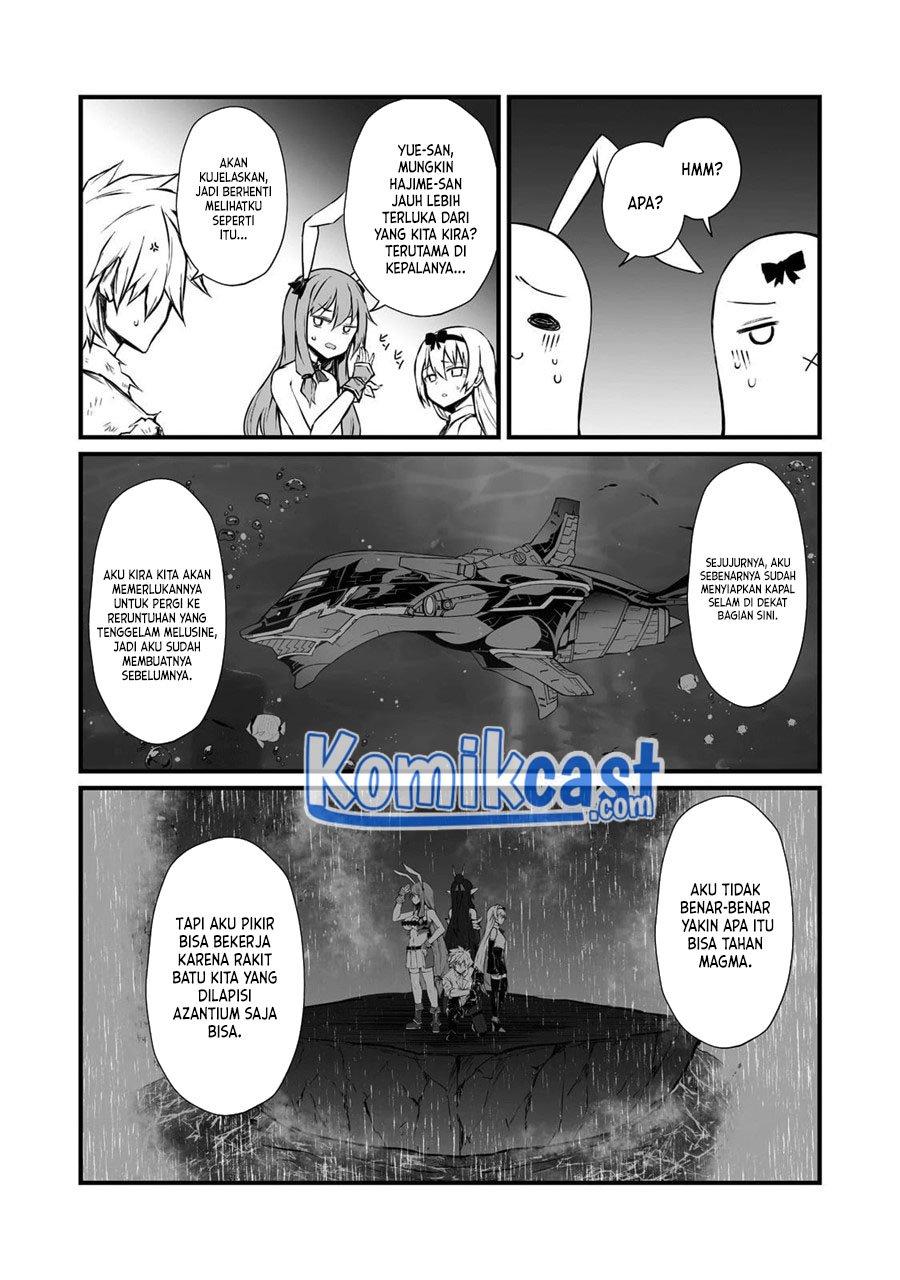 HMM?
APA?
YUE-SAN,
MUNGKIN
HAJIME-SAN
JAUH LEBIH
TERLUKA DARI
YANG KITA KIRA?
TERUTAMA DI
KEPALANYA...
AKAN
KUJELASKAN,
JADI BERHENTI
MELIHATKU
SEPERTI
ITU...
SEJUJURNYA, AKU
SEBENARNYA SUDAH
MENYIAPKAN KAPAL
SELAM DI DEKAT
BAGIAN SINI.
AKU KIRA KITA AKAN
MEMERLUKANNYA
UNTUK PERGI KE
RERUNTUHAN YANG
TENGGELAM MELUSINE,
JADI AKU SUDAH
MEMBUATNYA
SEBELUMNYA.
Komikcast
.com
AKU TIDAK
BENAR-BENAR
YAKIN APA ITU
BISA TAHAN
MAGMA.
TAPI AKU PIKIR
BISA BEKERJA
KARENA RAKIT
BATU KITA YANG
DILAPISI
AZANTIUM SAJA
BISA.